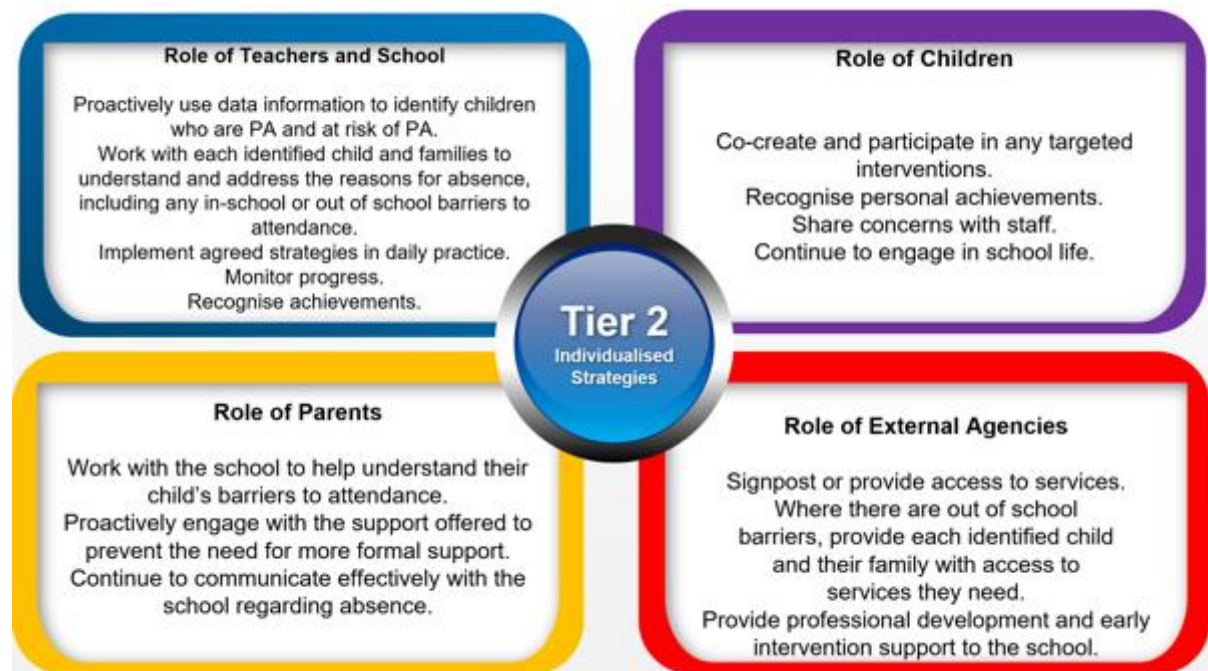 Role of Teachers and School
Proactively use data information to identify children
who are PA and at risk of PA.
Work with each identified child and families to
understand and address the reasons for absence,
including any in-school or out of school barriers to
attendance.
Implement agreed strategies in daily practice.
Monitor progress.
Recognise achievements.
Role of Children
Co-create and participate in any targeted
interventions.
Recognise personal achievements.
Share concerns with staff.
Continue to engage in school life.
Tier 2
Individualised
Strategies
Role of Parents
Work with the school to help understand their
child's barriers to attendance.
Proactively engage with the support offered to
prevent the need for more formal support.
Continue to communicate effectively with the
school regarding absence.
Role of External Agencies
Signpost or provide access to services.
Where there are out of school
barriers, provide each identified child
and their family with access to
services they need.
Provide professional development and early
intervention support to the school.